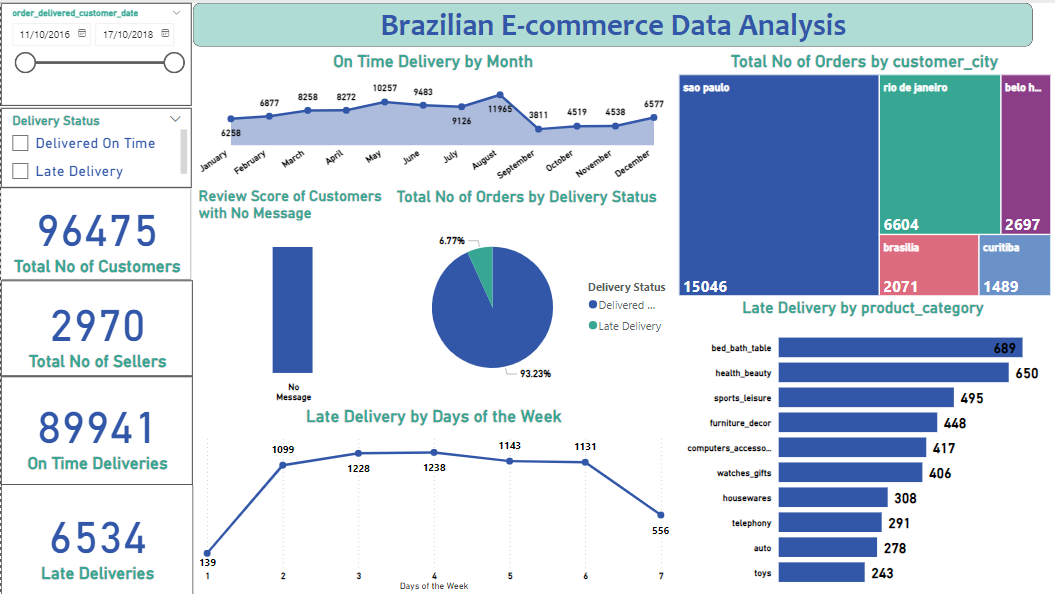 order_delivered_customer_date
11/10/2016
17/10/2018
Delivery Status
Delivered On Time
Late Delivery
96475
Total No of Customers
2970
Total No of Sellers
89941
On Time Deliveries
6534
Late Deliveries
Brazilian E-commerce Data Analysis
On Time Delivery by Month
6258
6877
8258
8272
10257
9483
9126
11965
3811
4519
4538
6577
January
February
March
April
May
June
July
August
September
October
November
December
Review Score of Customers
with No Message
No
Message
Total No of Orders by Delivery Status
6.77%
93.23%
Delivery Status
Delivered ...
Late Delivery
Late Delivery by Days of the Week
139
1099
1228
1238
1143
1131
556
1 2 3 4 5 6 7
Days of the Week
Total No of Orders by customer_city
sao paulo
15046
rio de janeiro
6604
belo h...
2697
brasilia
2071
curitiba
1489
Late Delivery by product_category
bed_bath_table 689
health_beauty 650
sports_leisure 495
furniture_decor 448
computers_accesso... 417
watches_gifts 406
housewares 308
telephony 291
auto 278
toys 243